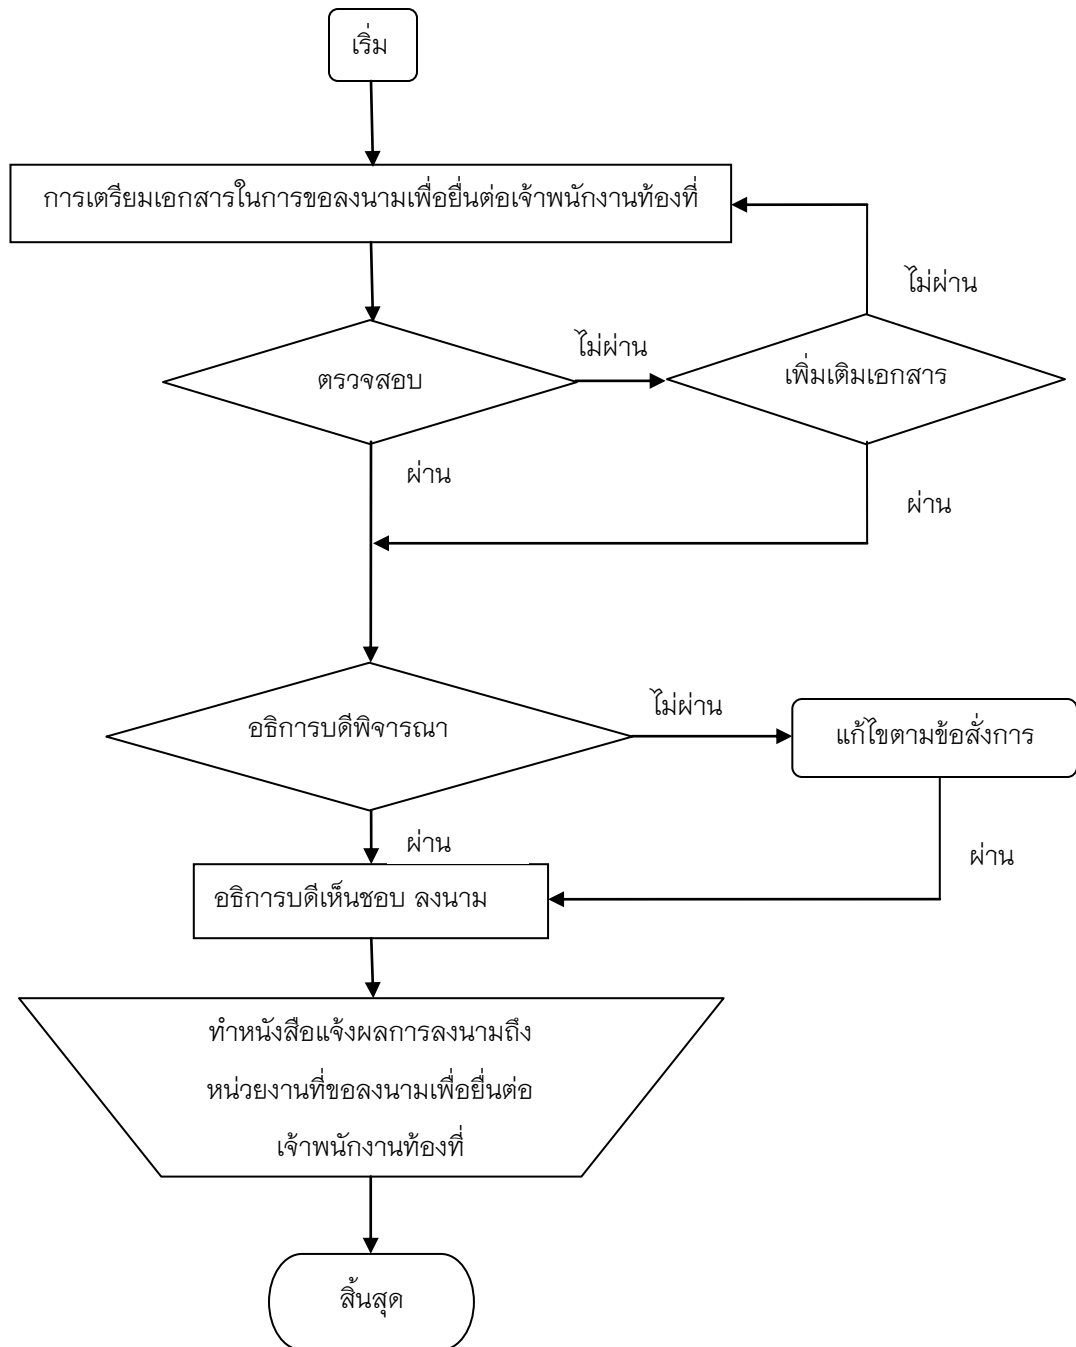 เริ่ม
การเตรียมเอกสารในการขอลงนามเพื่อยื่นต่อเจ้าพนักงานท้องที่
ไม่ผ่าน
ไม่ผ่าน
ตรวจสอบ
เพิ่มเติมเอกสาร
ผ่าน
ผ่าน
ไม่ผ่าน
อธิการบดีพิจารณา
แก้ไขตามข้อสั่งการ
ผ่าน
ผ่าน
อธิการบดีเห็นชอบ ลงนาม
ทำหนังสือแจ้งผลการลงนามถึง
หน่วยงานที่ขอลงนามเพื่อยื่นต่อ
เจ้าพนักงานท้องที่
สิ้นสุด